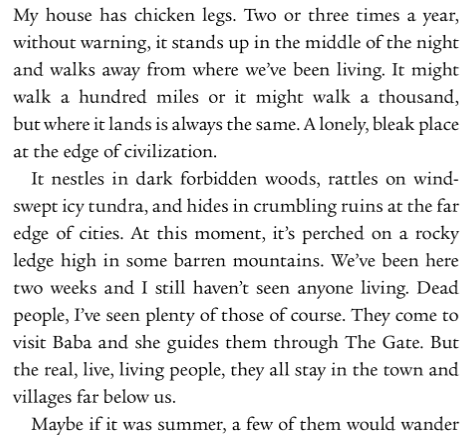 My house has chicken legs. Two or three times a year,
without warning, it stands up in the middle of the night
and walks away from where we’ve been living. It might
walk a hundred miles or it might walk a thousand,
but where it lands is always the same. A lonely, bleak place
at the edge of civilization.
It nestles in dark forbidden woods, rattles on wind-
swept icy tundra, and hides in crumbling ruins at the far
edge of cities. At this moment, it’s perched on a rocky
ledge high in some barren mountains. We’ve been here
two weeks and I still haven’t seen anyone living. Dead
people, I’ve seen plenty of those of course. They come to
visit Baba and she guides them through The Gate. But
the real, live, living people, they all stay in the town and
villages far below us.
Maybe if it was summer, a few of them would wander